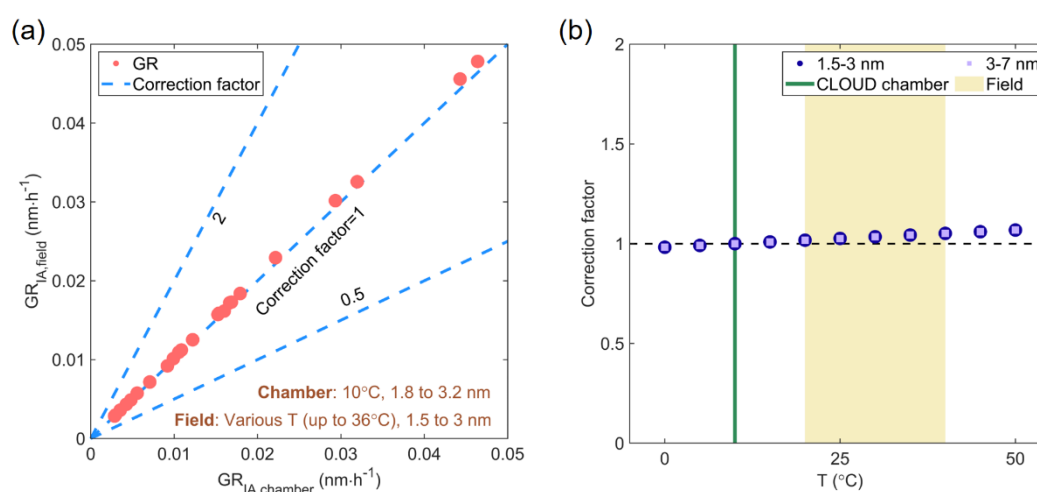 (a)
0.05
0.04
0.03
0.02
0.01
0
GR_IA,field (nm·h⁻¹)
GR
Correction factor
2
Correction factor=1
0.5
Chamber: 10°C, 1.8 to 3.2 nm
Field: Various T (up to 36°C), 1.5 to 3 nm
0
0.01
0.02
0.03
0.04
0.05
GR_IA,chamber (nm·h⁻¹)
(b)
2
1.5
1
0.5
0
Correction factor
1.5-3 nm
3-7 nm
CLOUD chamber
Field
0
25
50
T (°C)